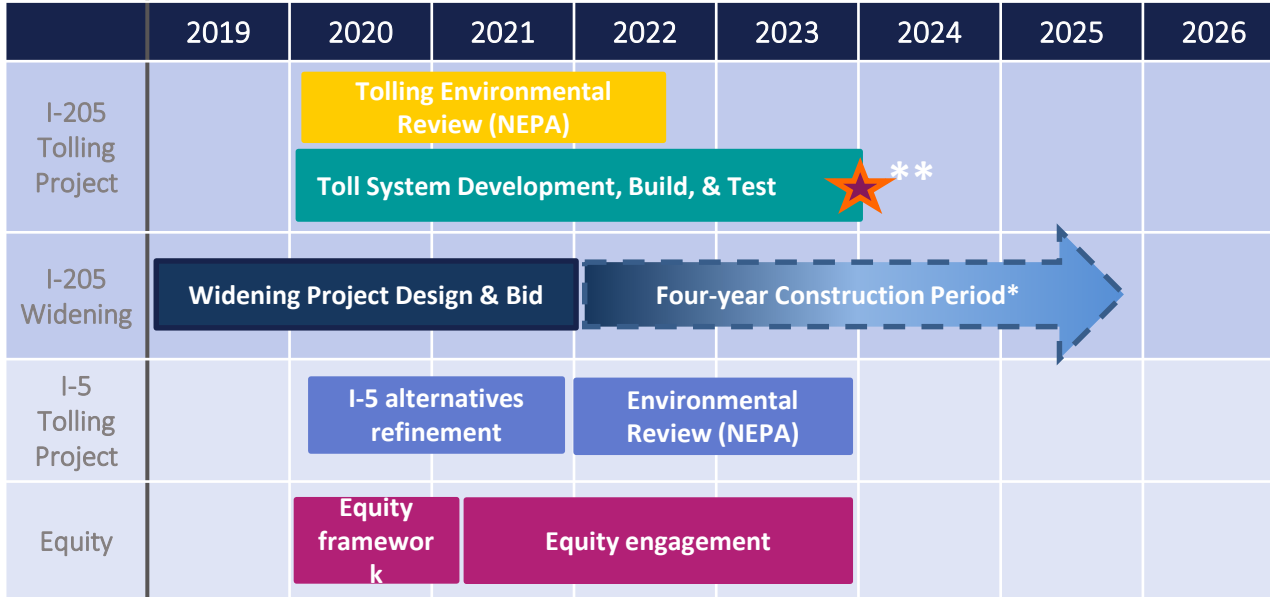 2019 2020 2021 2022 2023 2024 2025 2026
I-205
Tolling
Project
Tolling Environmental
Review (NEPA)
Toll System Development, Build, & Test
**
I-205
Widening
Widening Project Design & Bid
Four-year Construction Period*
I-5
Tolling
Project
I-5 alternatives
refinement
Environmental
Review (NEPA)
Equity
Equity
framewor
k
Equity engagement